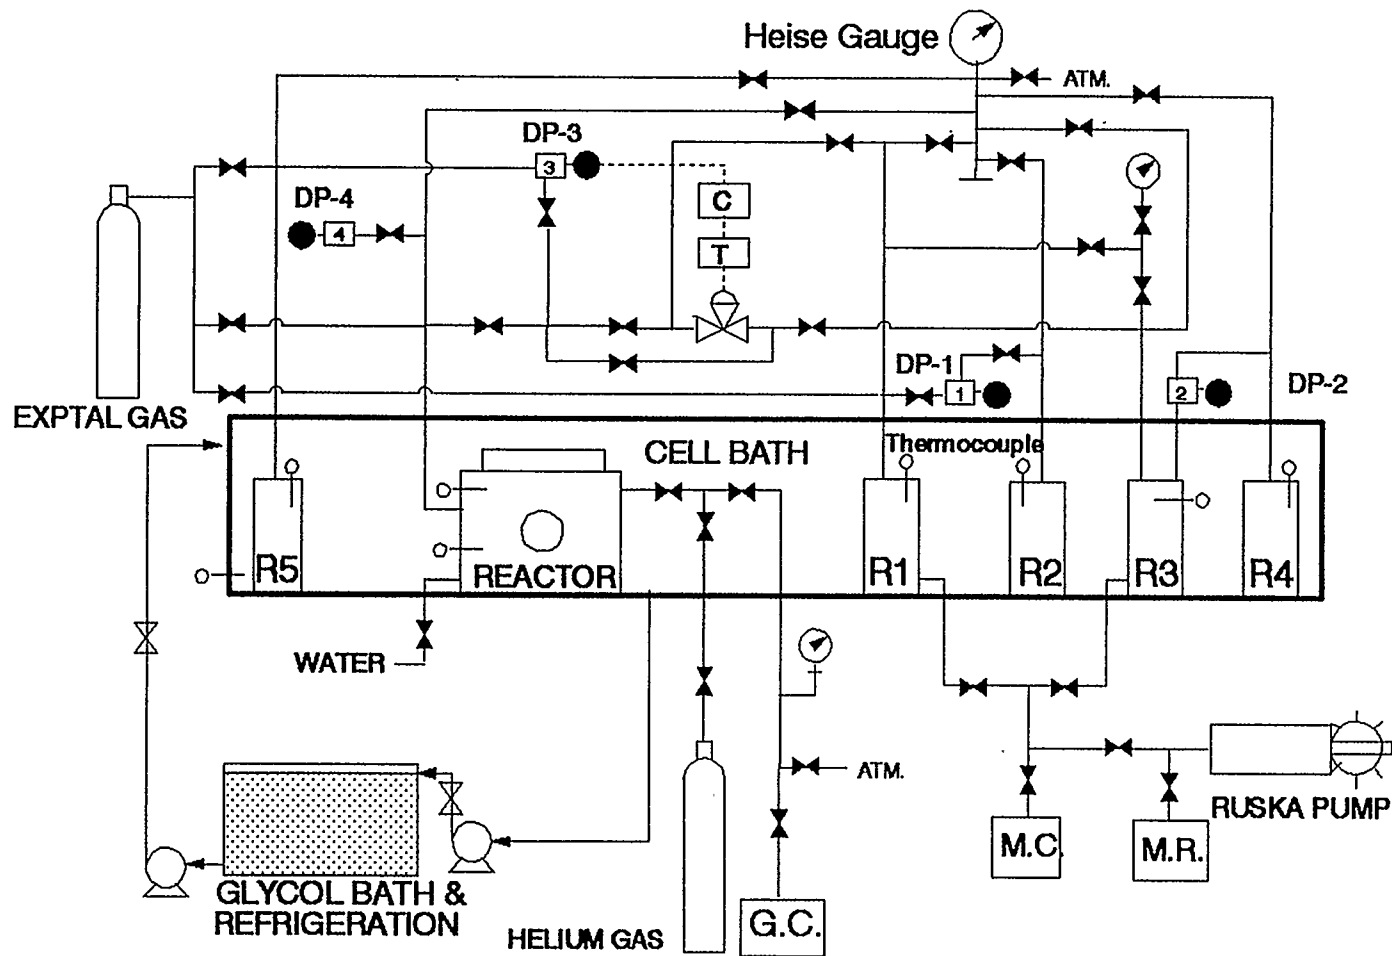 Heise Gauge
ATM.
DP-3
3
C
DP-4
4
T
DP-1
1
2
DP-2
EXPTAL GAS
CELL BATH
Thermocouple
R5
REACTOR
R1
R2
R3
R4
WATER
ATM.
RUSKA PUMP
M.C.
M.R.
GLYCOL BATH &
REFRIGERATION
HELIUM GAS
G.C.